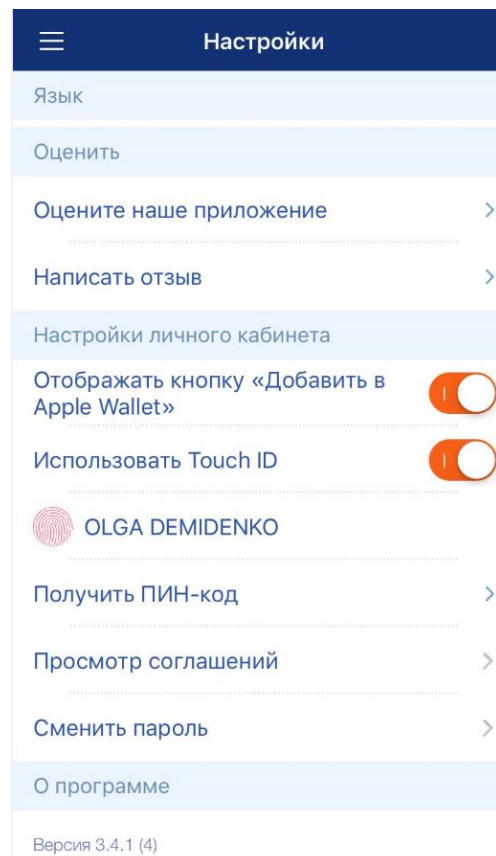 Настройки
Язык
Оценить
Оцените наше приложение
Написать отзыв
Настройки личного кабинета
Отображать кнопку «Добавить в
Apple Wallet»
Использовать Touch ID
OLGA DEMIDENKO
Получить ПИН-код
Просмотр соглашений
Сменить пароль
О программе
Версия 3.4.1 (4)